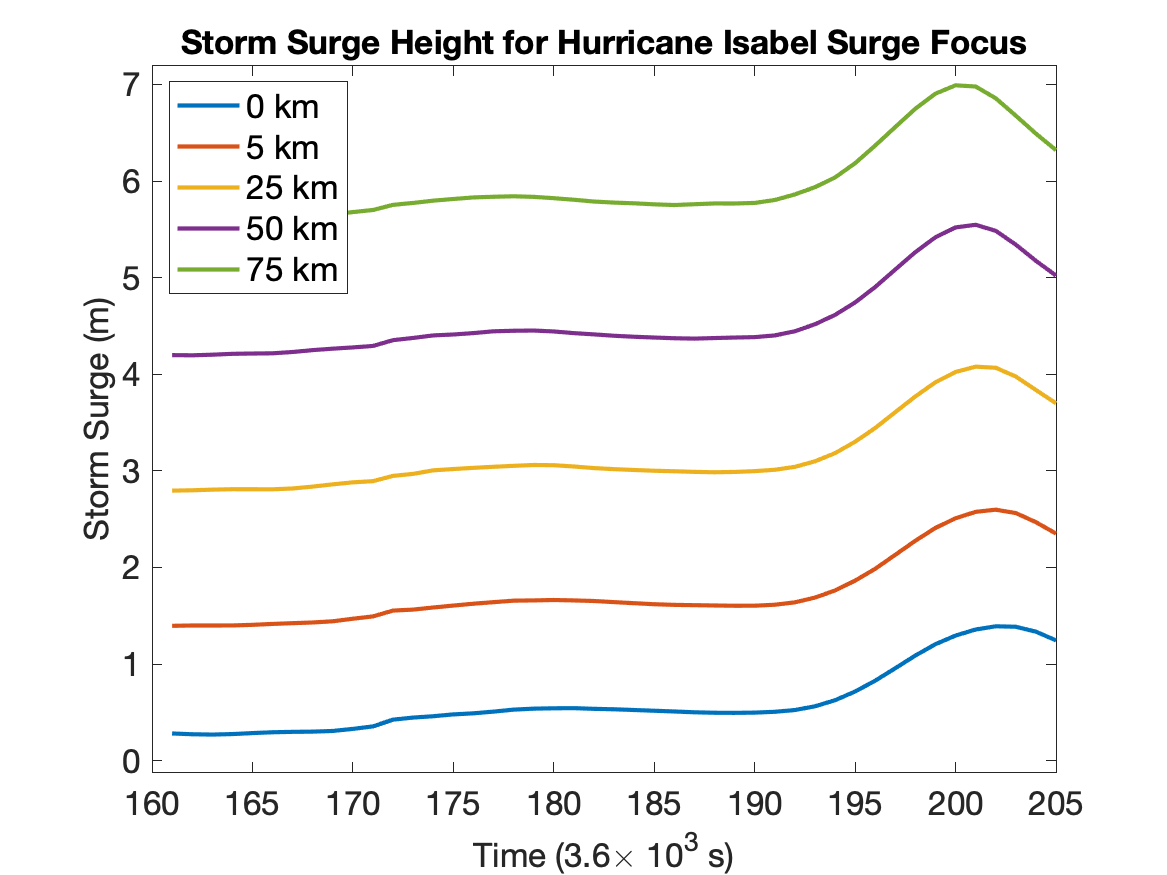 Storm Surge Height for Hurricane Isabel Surge Focus
7
6
5
4
3
2
1
0
Storm Surge (m)
0 km
5 km
25 km
50 km
75 km
160 165 170 175 180 185 190 195 200 205
Time (3.6× 10³ s)